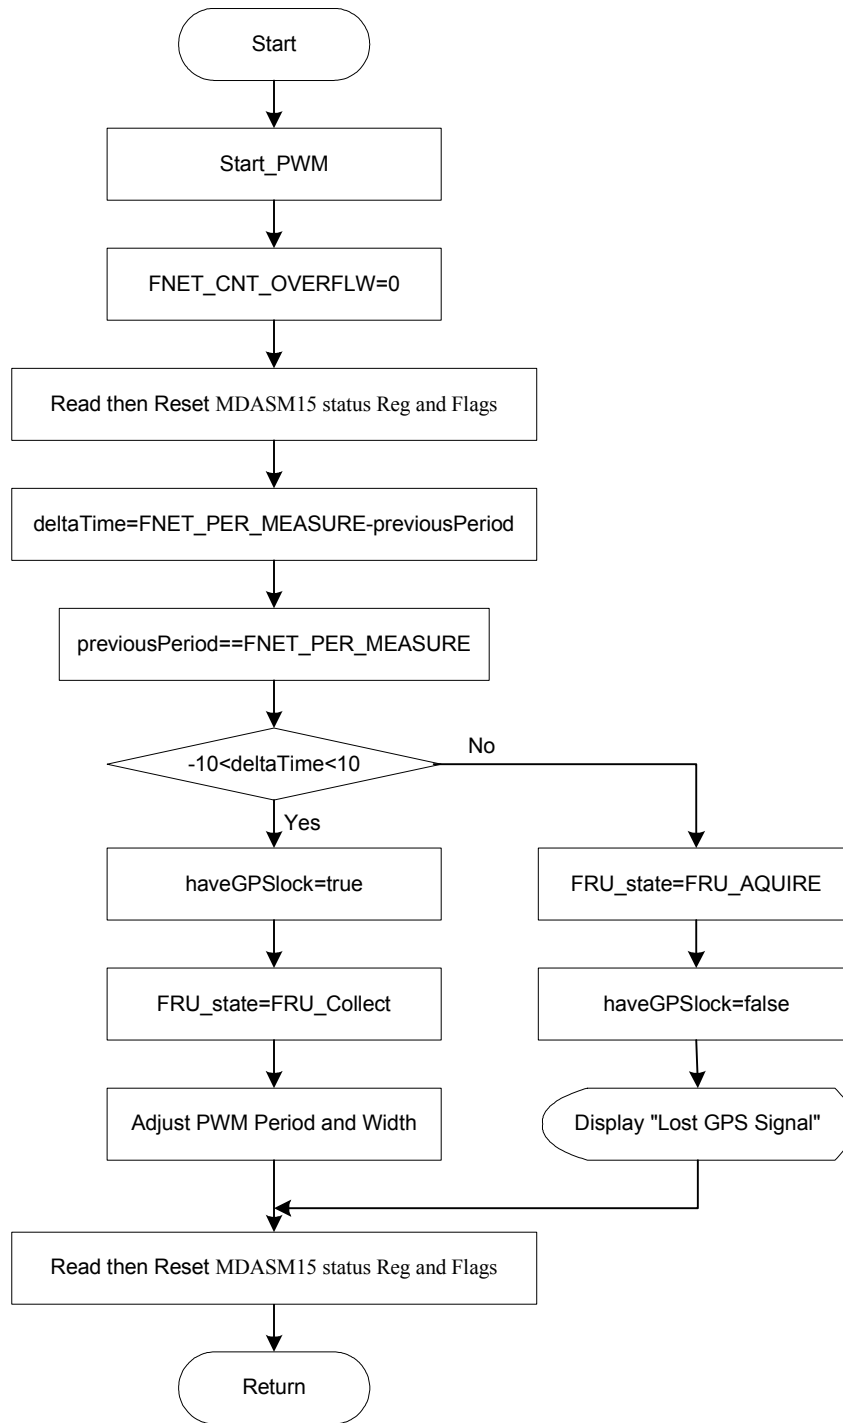 Start
Start_PWM
FNET_CNT_OVERFLW=0
Read then Reset MDASM15 status Reg and Flags
deltaTime=FNET_PER_MEASURE-previousPeriod
previousPeriod==FNET_PER_MEASURE
-10<deltaTime<10
No
Yes
haveGPSlock=true
FRU_state=FRU_AQUIRE
FRU_state=FRU_Collect
haveGPSlock=false
Adjust PWM Period and Width
Display "Lost GPS Signal"
Read then Reset MDASM15 status Reg and Flags
Return